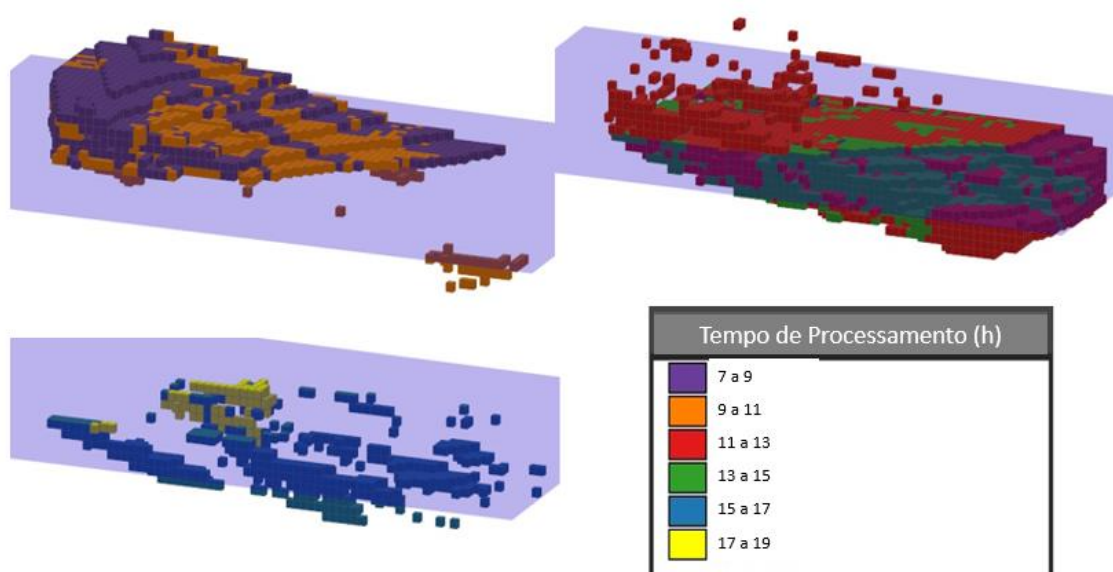 Tempo de Processamento (h)
7 a 9
9 a 11
11 a 13
13 a 15
15 a 17
17 a 19